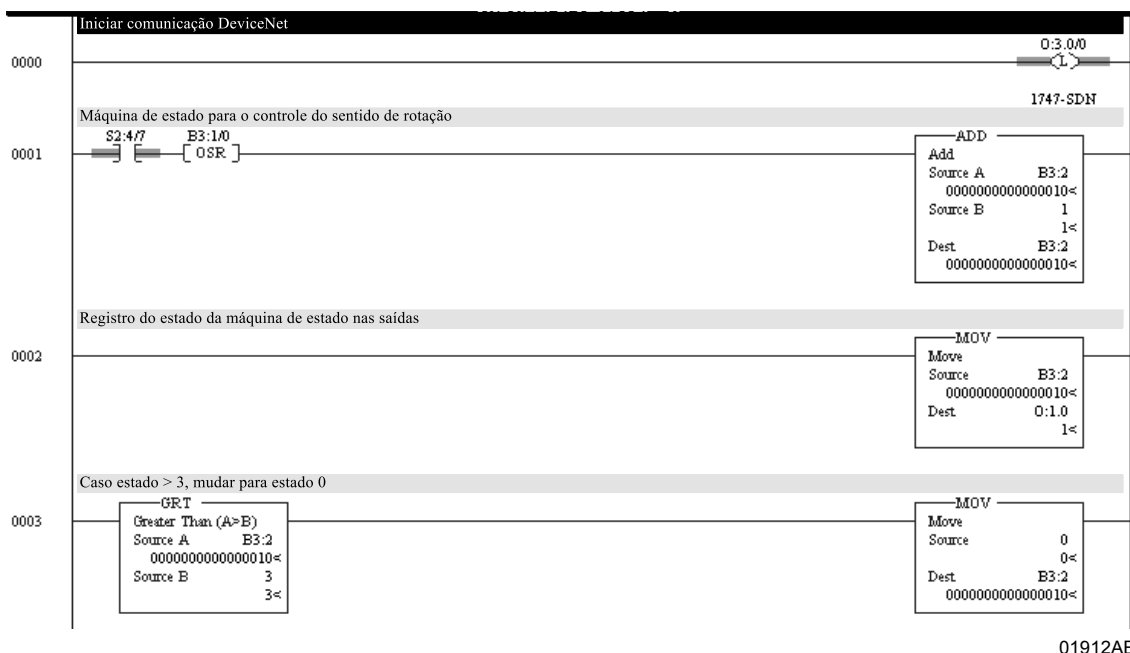 Iniciar comunicação DeviceNet
O:3.0/0
0000
L
1747-SDN
Máquina de estado para o controle do sentido de rotação
S2:4/7 B3:1/0
0001
OSR
ADD
Add
Source A B3:2
0000000000000010<
Source B 1
1<
Dest B3:2
0000000000000010<
Registro do estado da máquina de estado nas saídas
0002
MOV
Move
Source B3:2
0000000000000010<
Dest O:1.0
1<
Caso estado > 3, mudar para estado 0
0003
GRT
Greater Than (A>B)
Source A B3:2
0000000000000010<
Source B 3
3<
MOV
Move
Source 0
0<
Dest B3:2
0000000000000010<
01912AE